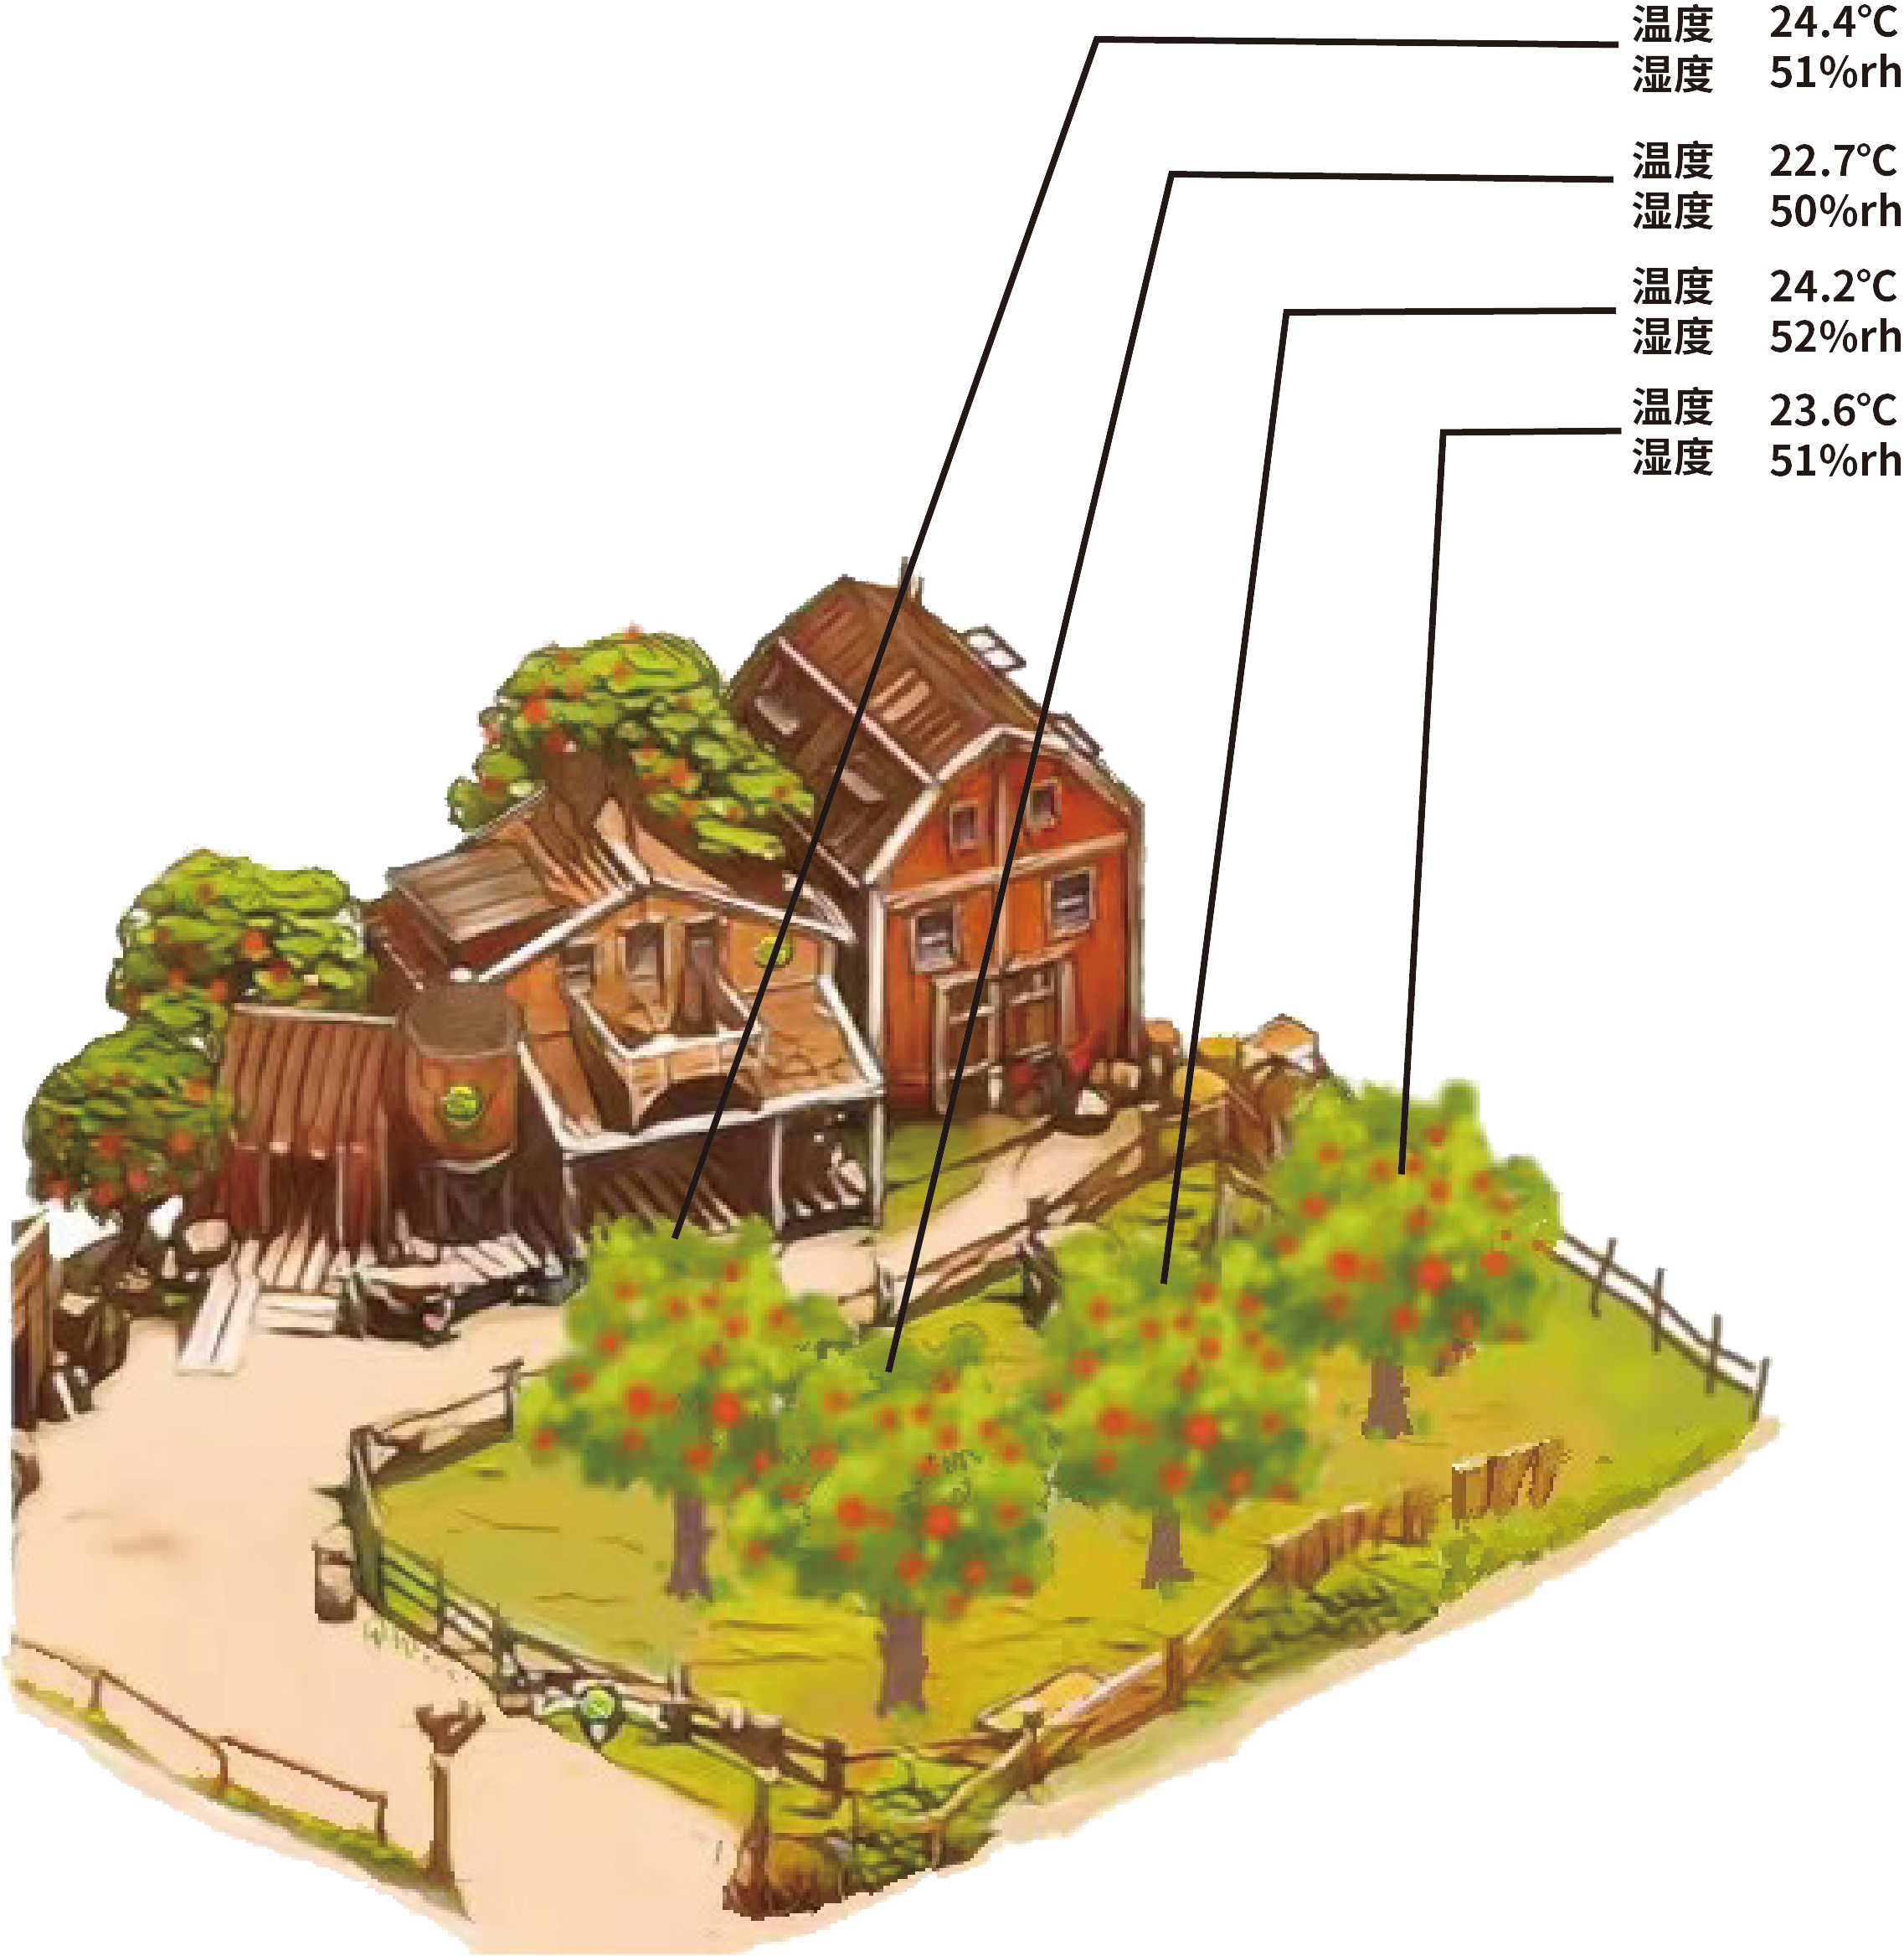 温度 24.4℃
湿度 51%rh
温度 22.7℃
湿度 50%rh
温度 24.2℃
湿度 52%rh
温度 23.6℃
湿度 51%rh